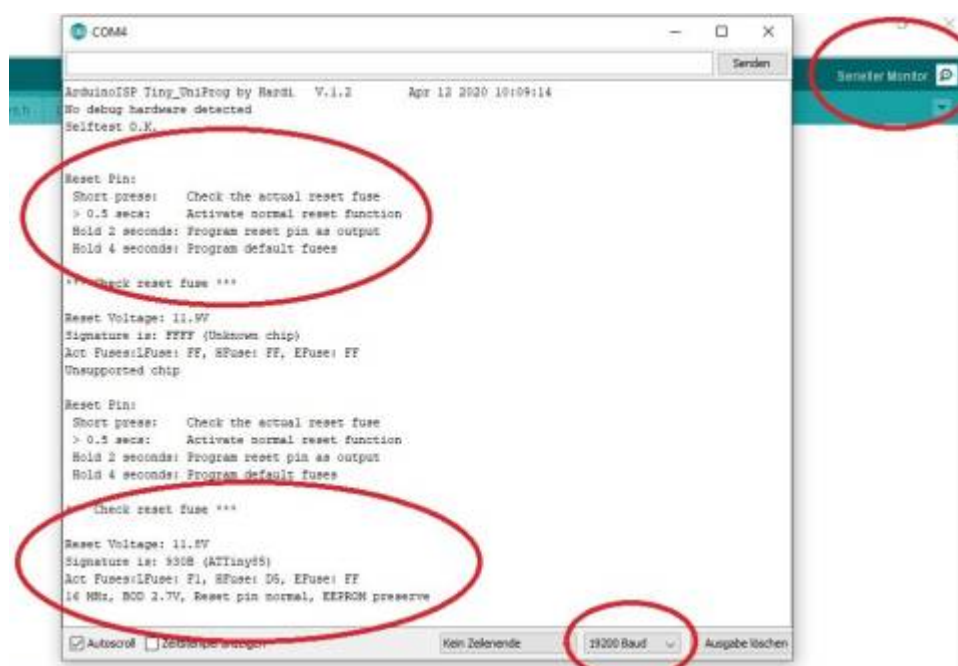 COM4
Senden
Serieller Monitor
ArduinoISP Tiny_UniProg by Hardi V.1.2 Apr 12 2020 10:09:14
No debug hardware detected
Selftest O.K.
Reset Pin:
Short press: Check the actual reset fuse
> 0.5 secs: Activate normal reset function
Hold 2 seconds: Program reset pin as output
Hold 4 seconds: Program default fuses
*** Check reset fuse ***
Reset Voltage: 11.9V
Signature is: FFFF (Unknown chip)
Act Fuses:LFuse: FF, HFuse: FF, EFuse: FF
Unsupported chip
Reset Pin:
Short press: Check the actual reset fuse
> 0.5 secs: Activate normal reset function
Hold 2 seconds: Program reset pin as output
Hold 4 seconds: Program default fuses
Check reset fuse ***
Reset Voltage: 11.8V
Signature is: 930B (ATTiny85)
Act Fuses:LFuse: F1, HFuse: D5, EFuse: FF
16 MHz, BOD 2.7V, Reset pin normal, EEPROM preserve
Autoscroll Zeitstempel anzeigen Kein Zeilenende 19200 Baud Ausgabe löschen